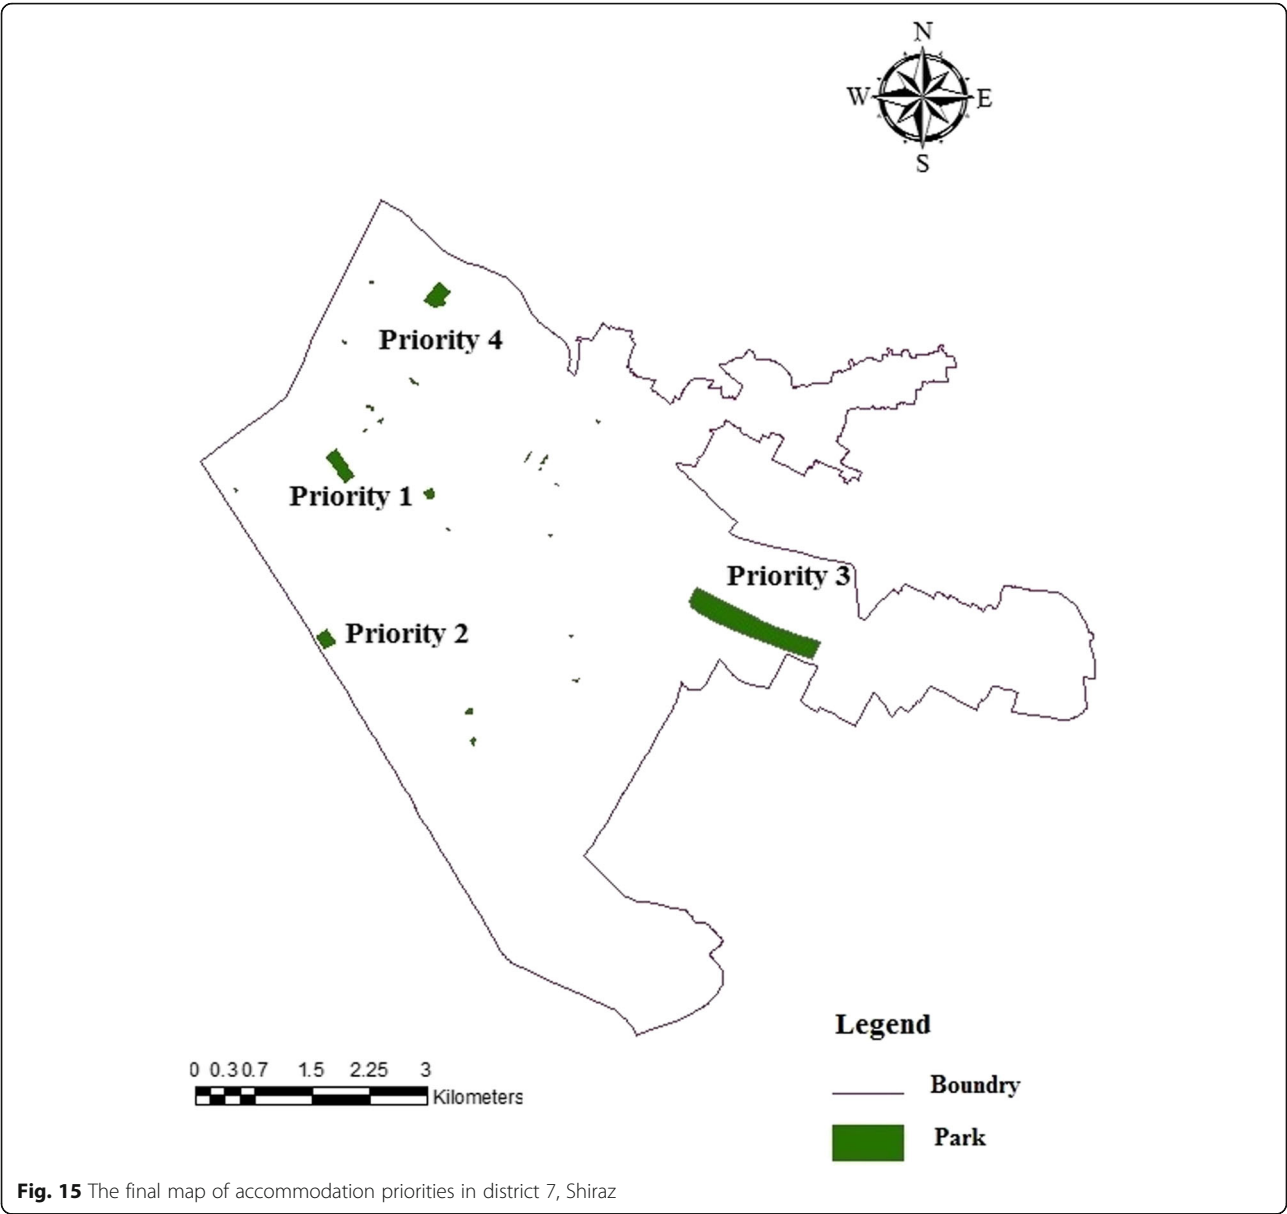 N
W E
S
Priority 4
Priority 1
Priority 3
Priority 2
Legend
0 0.3 0.7 1.5 2.25 3
Kilometers
Boundry
Park
Fig. 15 The final map of accommodation priorities in district 7, Shiraz